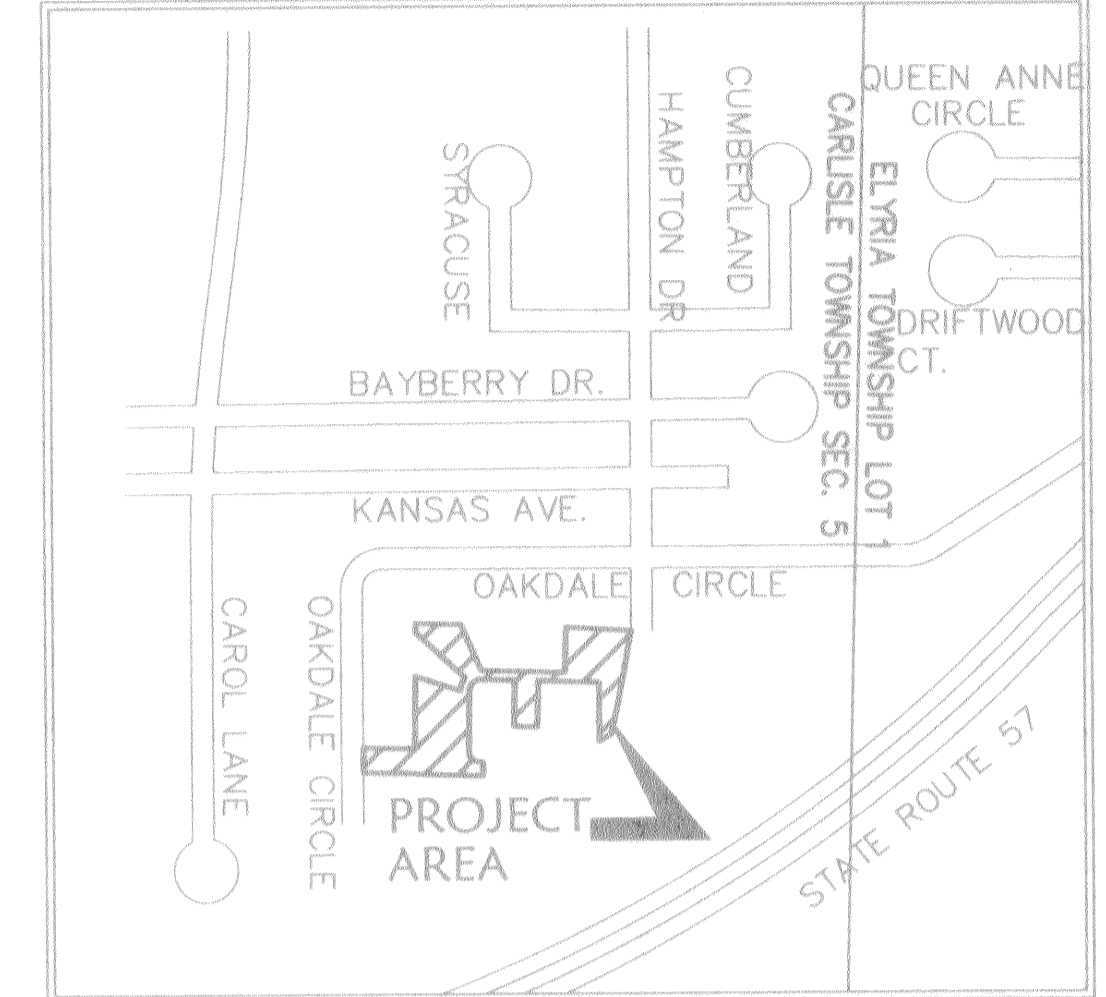 QUEEN ANNE
CIRCLE
CUMBERLAND
HAMPTON DR
SYRACUSE
CARLISLE TOWNSHIP SEC. 5
ELYRIA TOWNSHIP LOT 1
DRIFTWOOD
CT.
BAYBERRY DR.
KANSAS AVE.
OAKDALE CIRCLE
CAROL LANE
OAKDALE CIRCLE
PROJECT
AREA
STATE ROUTE 57